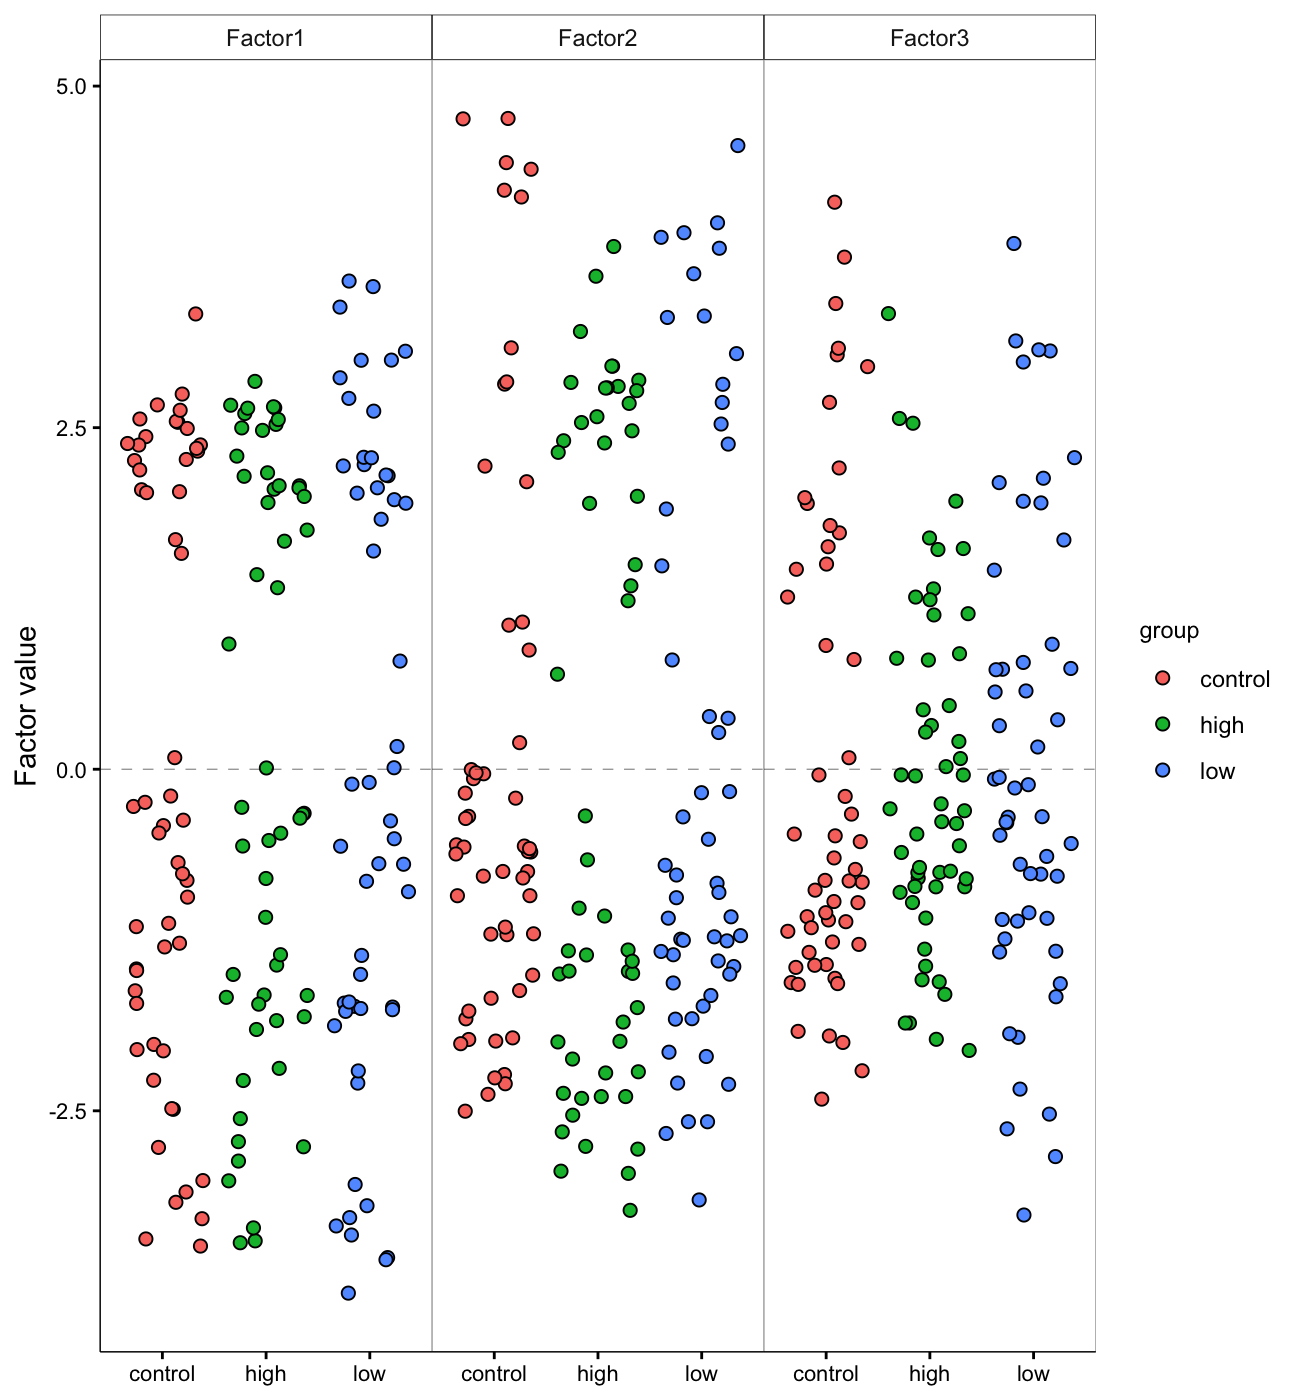 Factor1 Factor2 Factor3
5.0
2.5
0.0
-2.5
Factor value
control high low control high low control high low
group
control
high
low